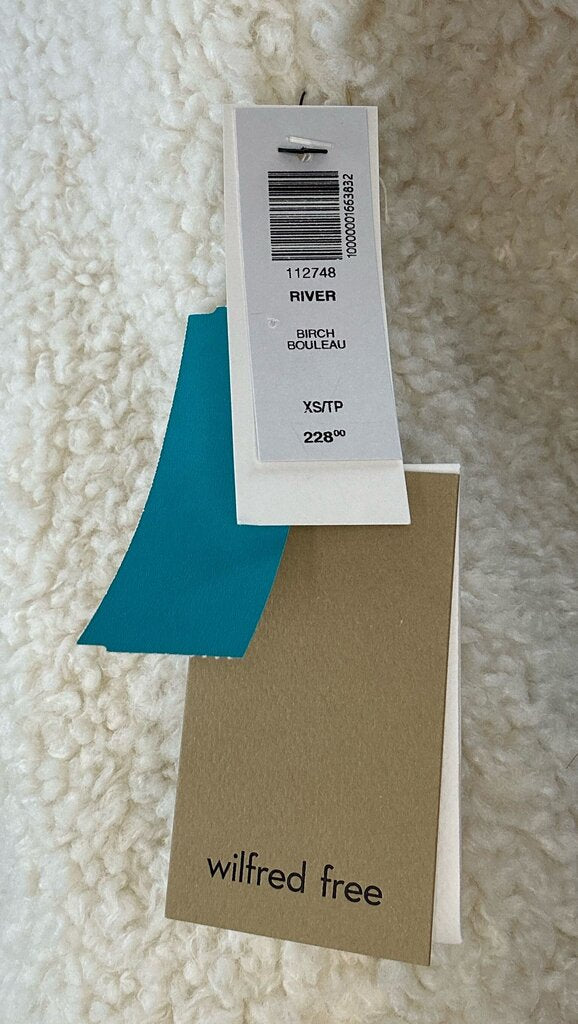 10000001663832
112748
RIVER
BIRCH
BOULEAU
XS/TP
228⁰⁰
wilfred free